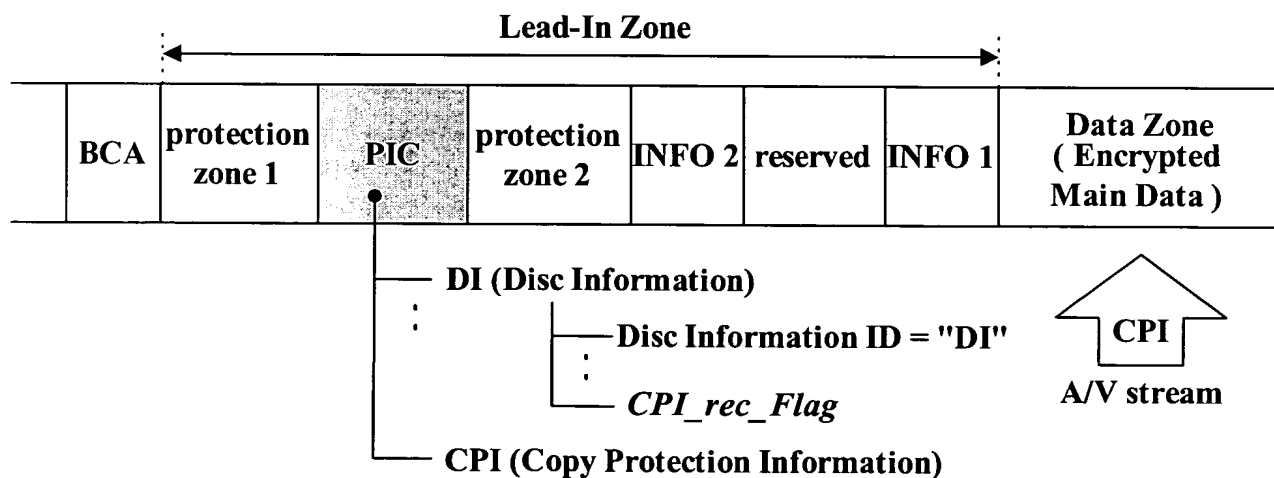 Lead-In Zone
BCA
protection
zone 1
PIC
protection
zone 2
INFO 2
reserved
INFO 1
Data Zone
( Encrypted
Main Data )
DI (Disc Information)
Disc Information ID = "DI"
CPI_rec_Flag
CPI (Copy Protection Information)
CPI
A/V stream